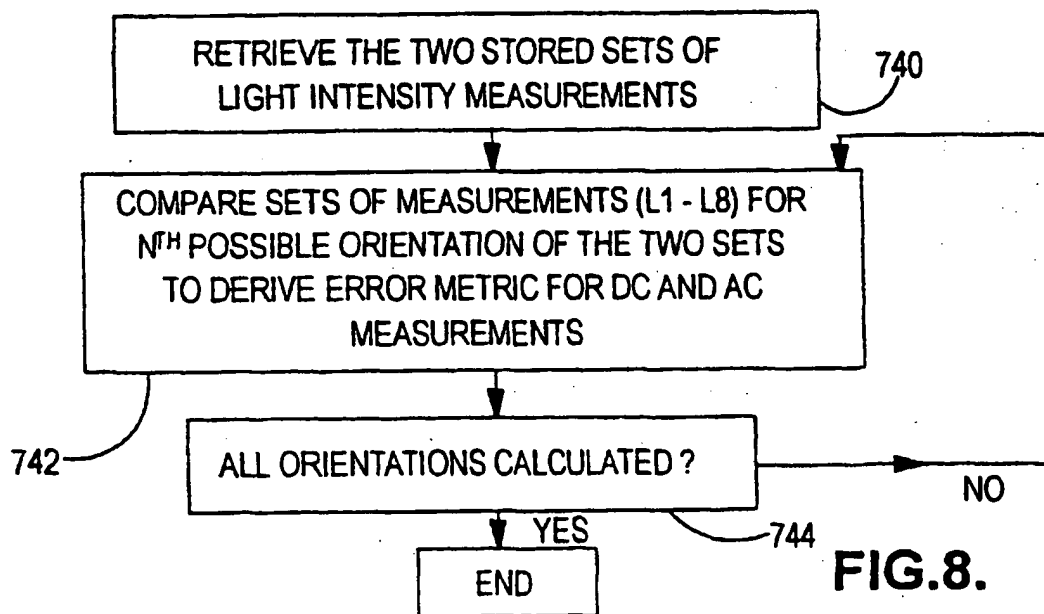 RETRIEVE THE TWO STORED SETS OF
LIGHT INTENSITY MEASUREMENTS
740
COMPARE SETS OF MEASUREMENTS (L1 - L8) FOR
NTH POSSIBLE ORIENTATION OF THE TWO SETS
TO DERIVE ERROR METRIC FOR DC AND AC
MEASUREMENTS
742
ALL ORIENTATIONS CALCULATED ?
NO
YES
744
END
FIG.8.